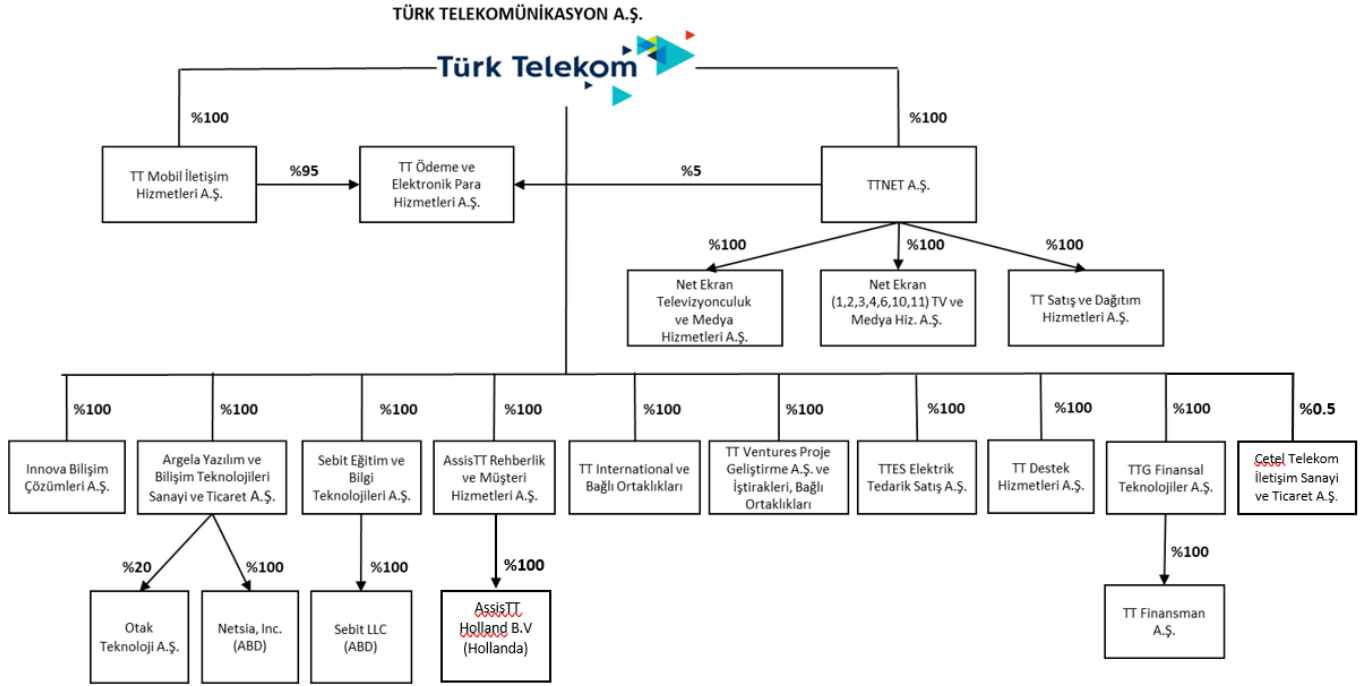 TÜRK TELEKOMÜNİKASYON A.Ş.
Türk Telekom
%100
%100
TT Mobil İletişim
Hizmetleri A.Ş.
%95
TT Ödeme ve
Elektronik Para
Hizmetleri A.Ş.
%5
TTNET A.Ş.
%100
%100
%100
Net Ekran
Televizyonculuk
ve Medya
Hizmetleri A.Ş.
Net Ekran
(1,2,3,4,6,10,11) TV ve
Medya Hiz. A.Ş.
TT Satış ve Dağıtım
Hizmetleri A.Ş.
%100
%100
%100
%100
%100
%100
%100
%100
%100
%0.5
Innova Bilişim
Çözümleri A.Ş.
Argela Yazılım ve
Bilişim Teknolojileri
Sanayi ve Ticaret A.Ş.
Sebit Eğitim ve
Bilgi
Teknolojileri A.Ş.
AssisTT Rehberlik
ve Müşteri
Hizmetleri A.Ş.
TT International ve
Bağlı Ortaklıkları
TT Ventures Proje
Geliştirme A.Ş. ve
İştirakleri, Bağlı
Ortaklıkları
TTES Elektrik
Tedarik Satış A.Ş.
TT Destek
Hizmetleri A.Ş.
TTG Finansal
Teknolojiler A.Ş.
Cetel Telekom
İletişim Sanayi
ve Ticaret A.Ş.
%20
%100
%100
%100
%100
Otak
Teknoloji A.Ş.
Netsia, Inc.
(ABD)
Sebit LLC
(ABD)
AssisTT
Holland B.V
(Hollanda)
TT Finansman
A.Ş.